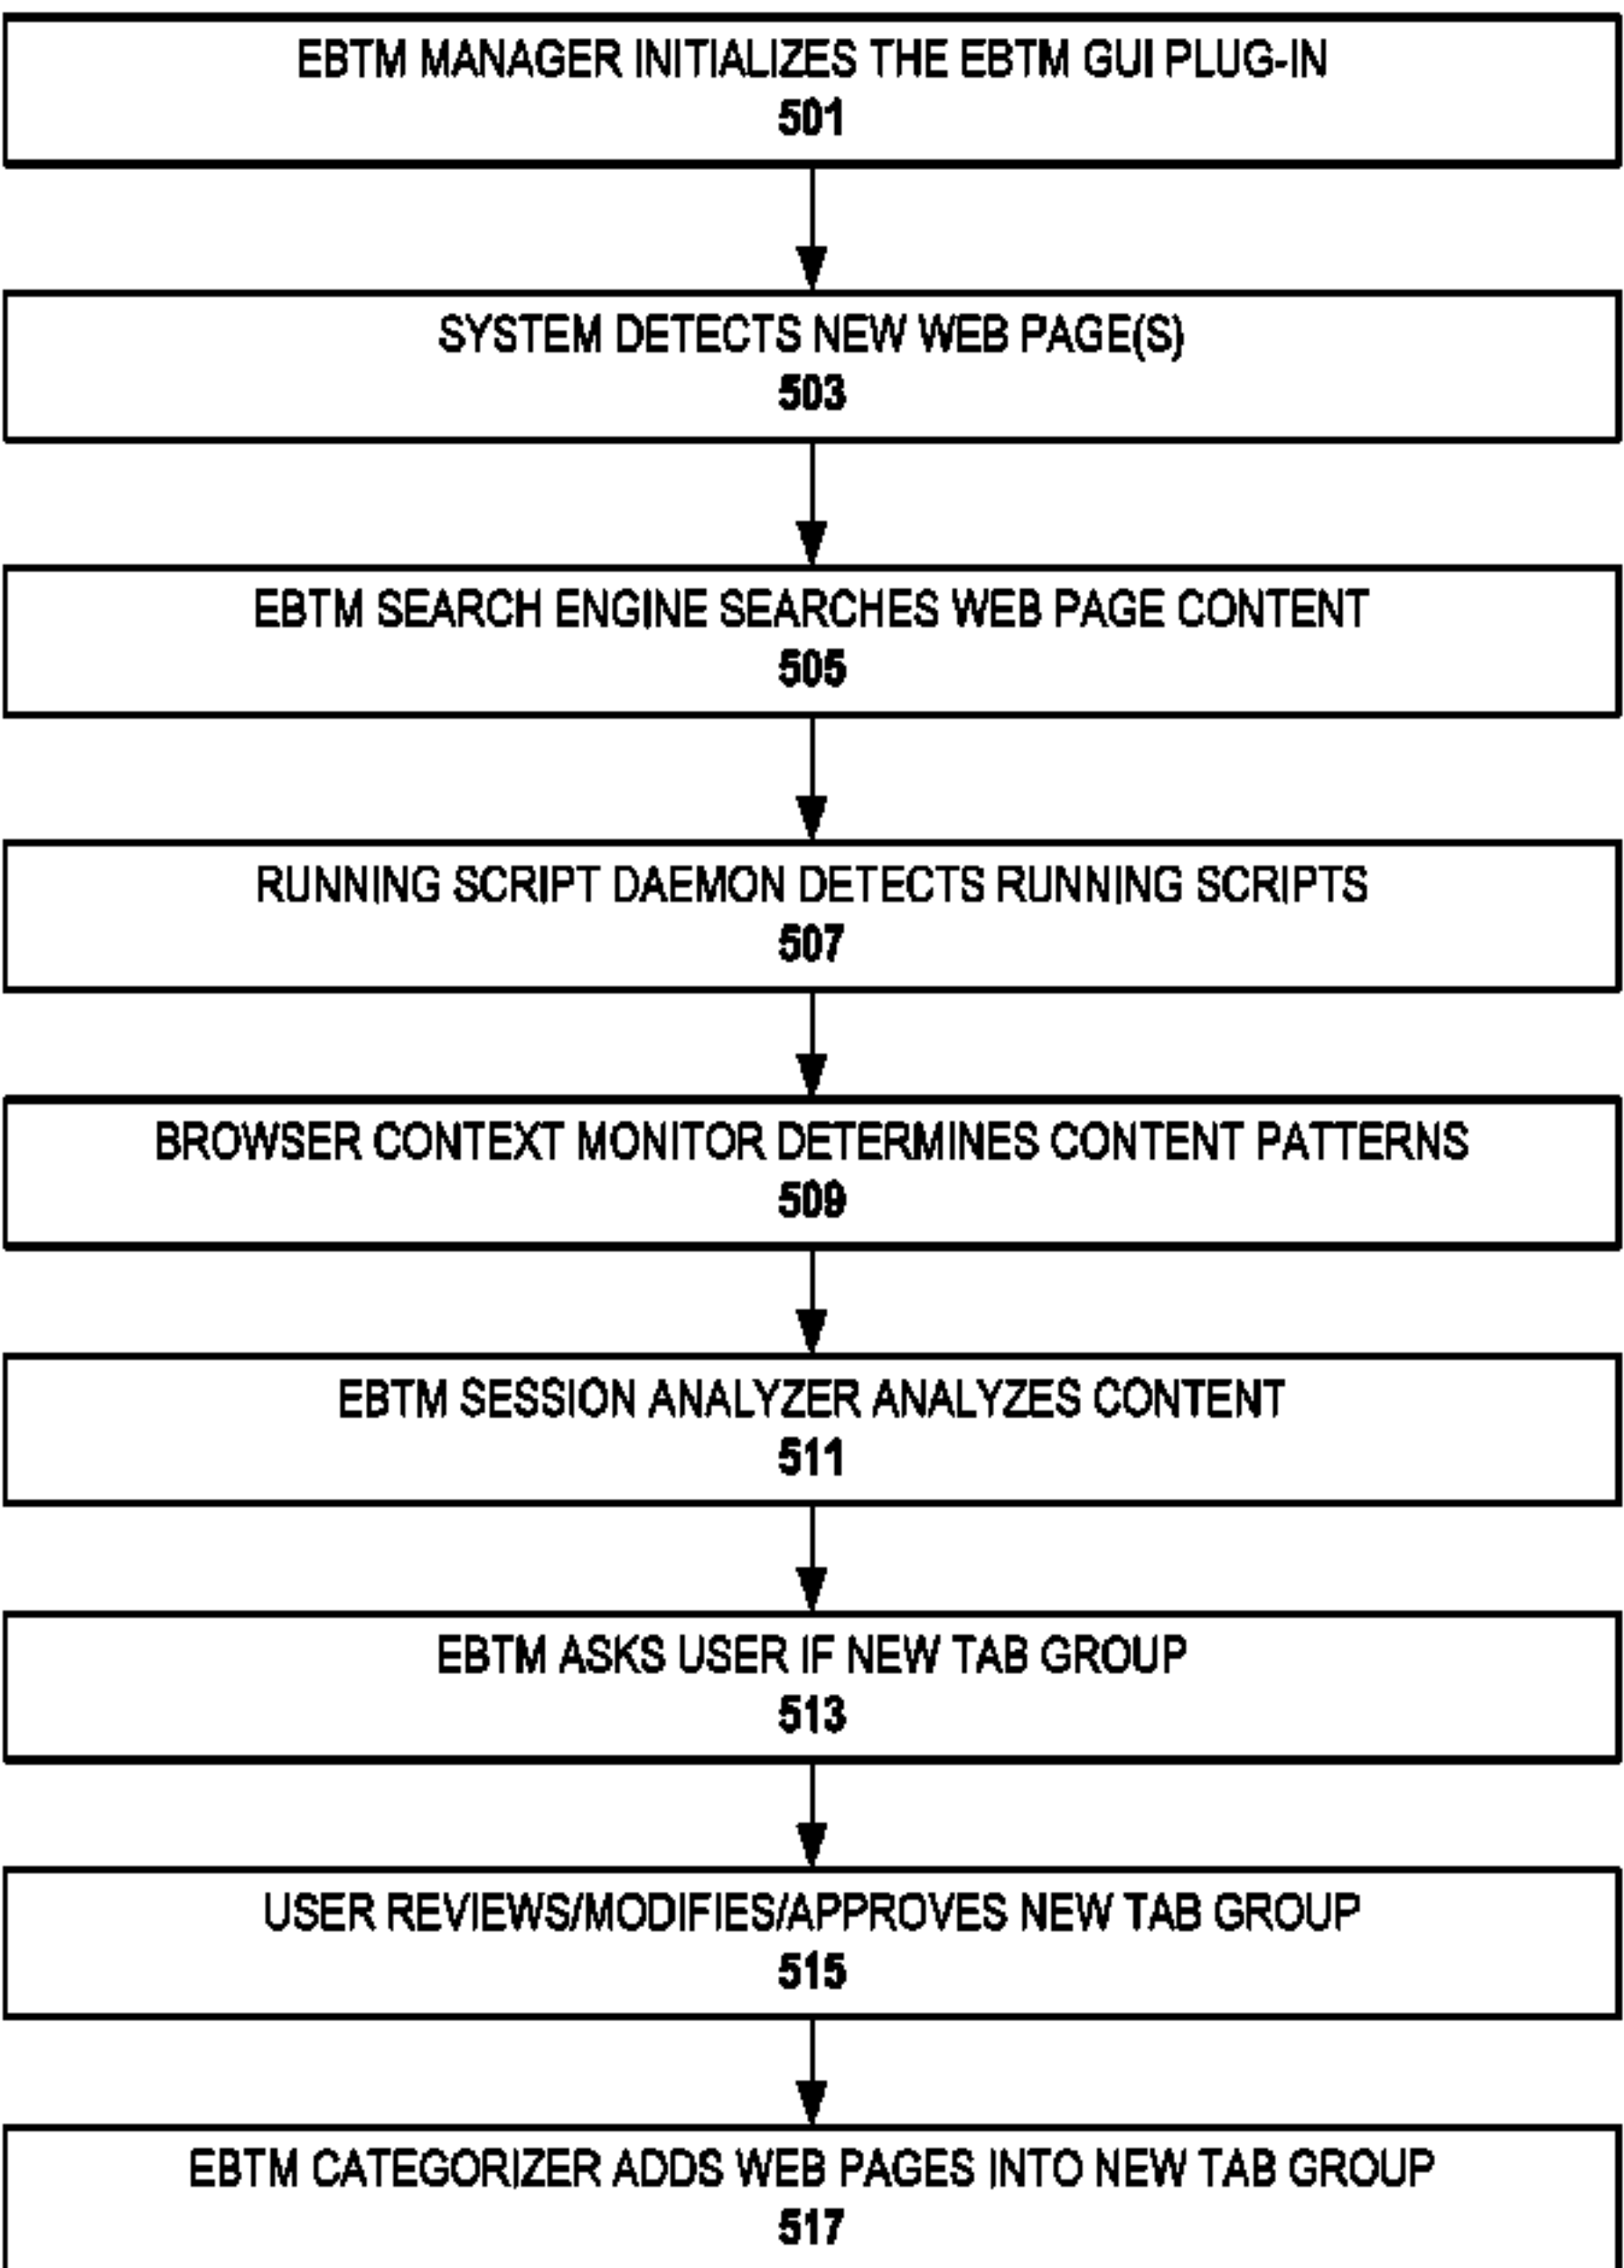 EBTM MANAGER INITIALIZES THE EBTM GUI PLUG-IN
501
SYSTEM DETECTS NEW WEB PAGE(S)
503
EBTM SEARCH ENGINE SEARCHES WEB PAGE CONTENT
505
RUNNING SCRIPT DAEMON DETECTS RUNNING SCRIPTS
507
BROWSER CONTEXT MONITOR DETERMINES CONTENT PATTERNS
509
EBTM SESSION ANALYZER ANALYZES CONTENT
511
EBTM ASKS USER IF NEW TAB GROUP
513
USER REVIEWS/MODIFIES/APPROVES NEW TAB GROUP
515
EBTM CATEGORIZER ADDS WEB PAGES INTO NEW TAB GROUP
517